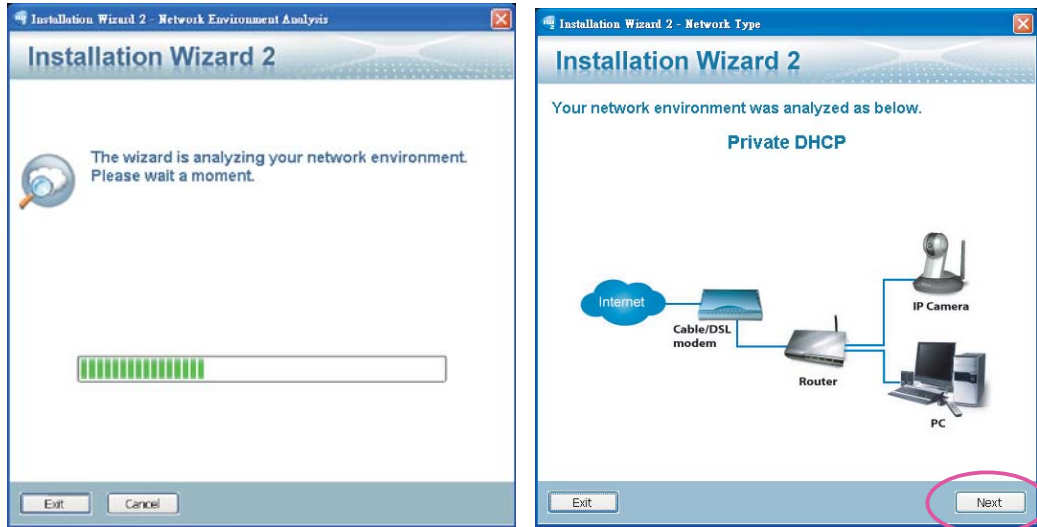 Installation Wizard 2 - Network Environment Analysis
Installation Wizard 2
The wizard is analyzing your network environment.
Please wait a moment.
Exit
Cancel
Installation Wizard 2 - Network Type
Installation Wizard 2
Your network environment was analyzed as below.
Private DHCP
Internet
Cable/DSL
modem
Router
IP Camera
PC
Exit
Next